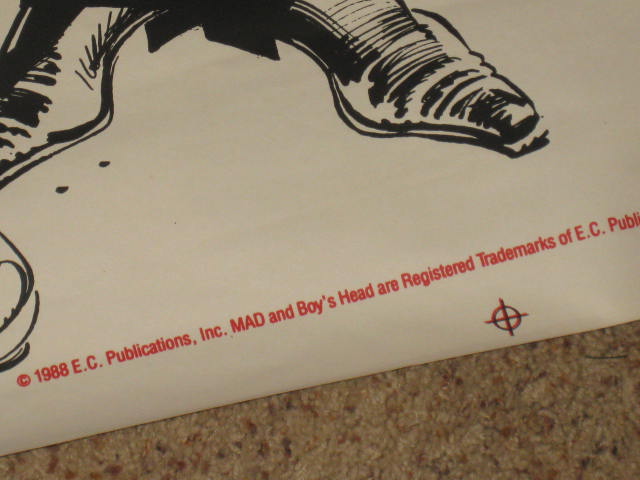 © 1988 E.C. Publications, Inc. MAD and Boy's Head are Registered Trademarks of E.C.